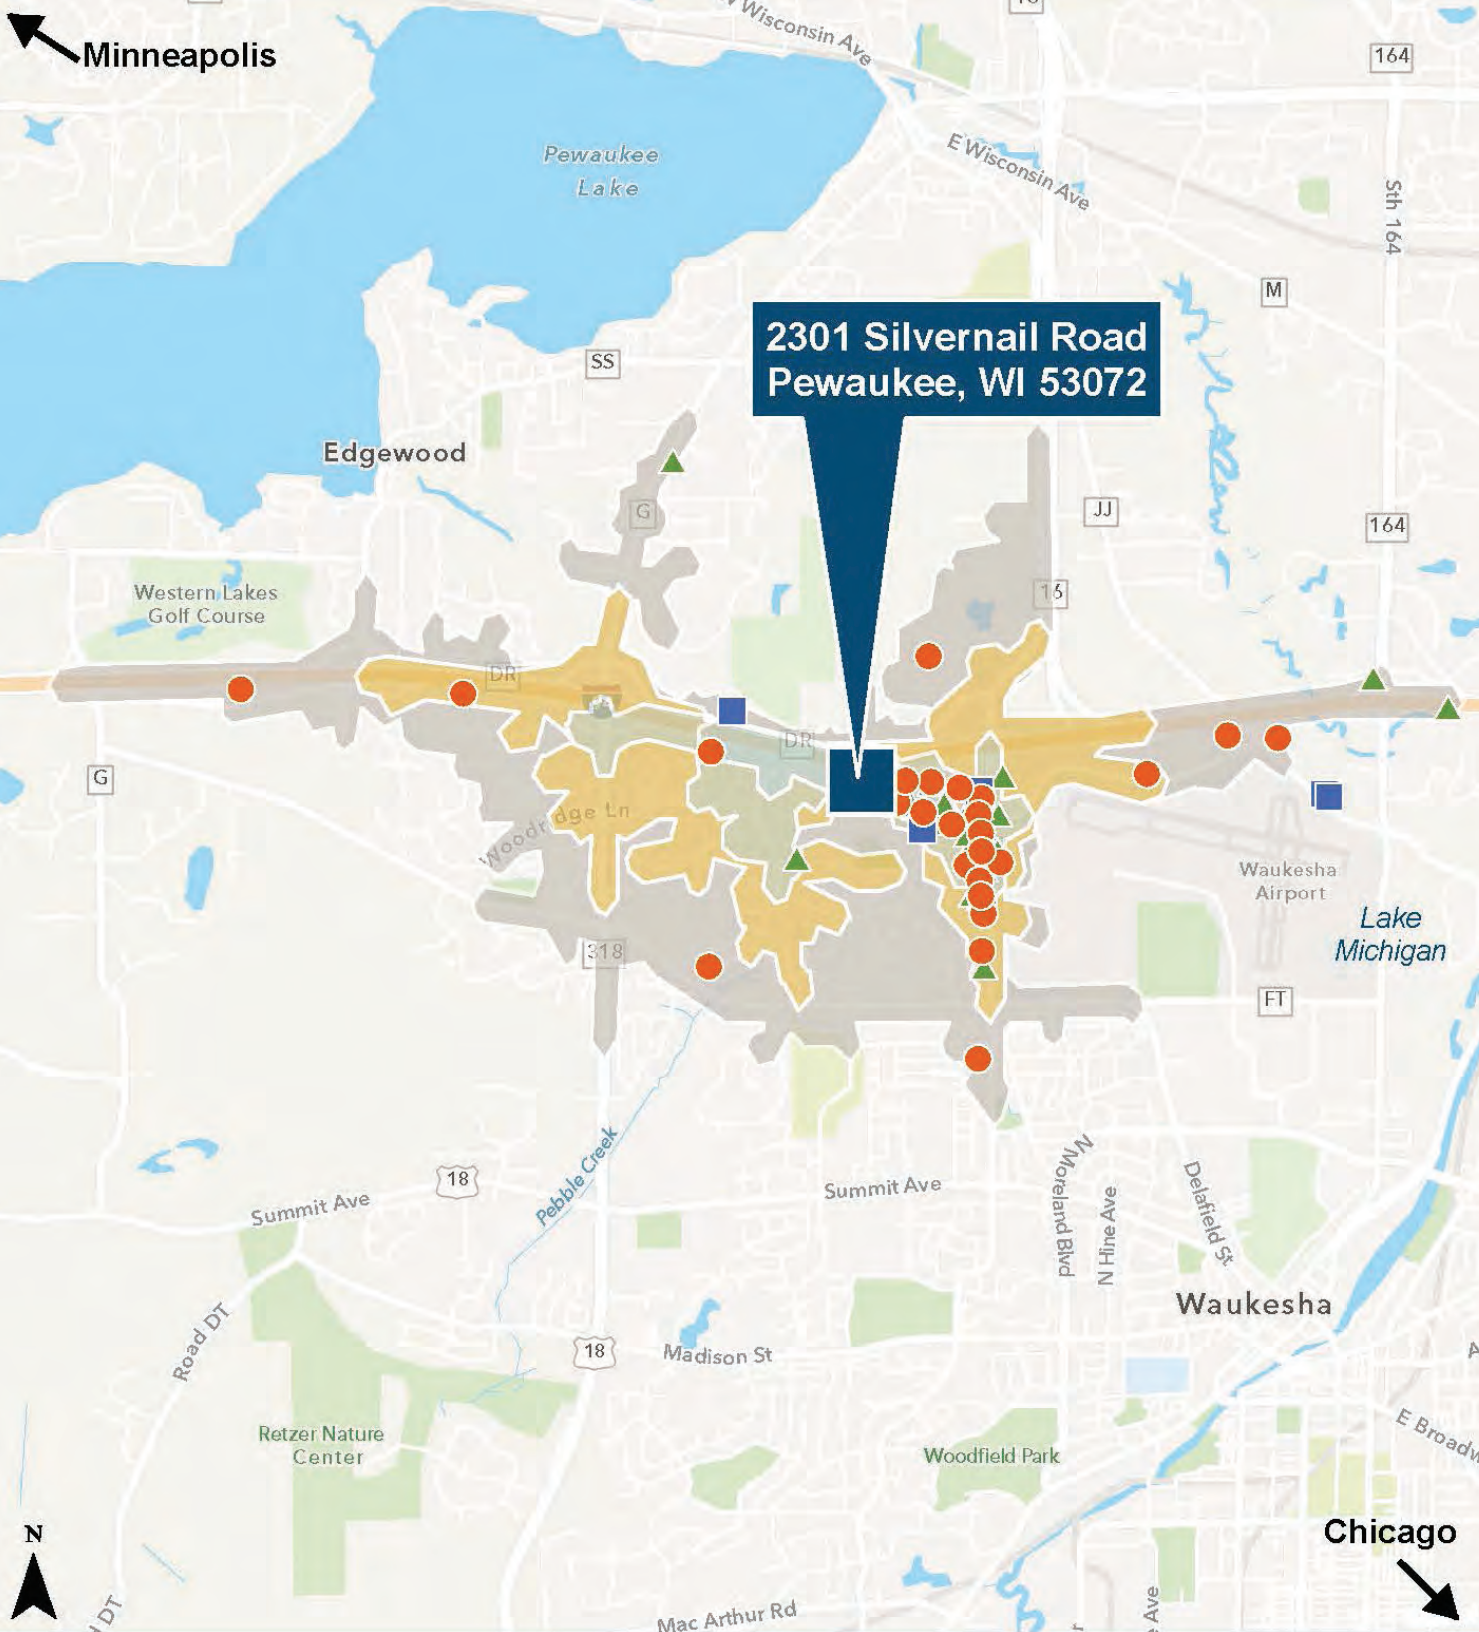 N Wisconsin Ave
Minneapolis
164
Pewaukee
Lake
E Wisconsin Ave
Sth 164
M
2301 Silvernail Road
Pewaukee, WI 53072
SS
Edgewood
G
JJ
164
16
Western Lakes
Golf Course
DR
DR
G
Woodridge Ln
Waukesha
Airport
Lake
Michigan
318
FT
Pebble Creek
18
Summit Ave
Summit Ave
N Moreland Blvd
N Hine Ave
Delafield St
Waukesha
Road DT
18
Madison St
Retzer Nature
Center
Woodfield Park
E Broadw
N
Chicago
DT
Mac Arthur Rd
Ave